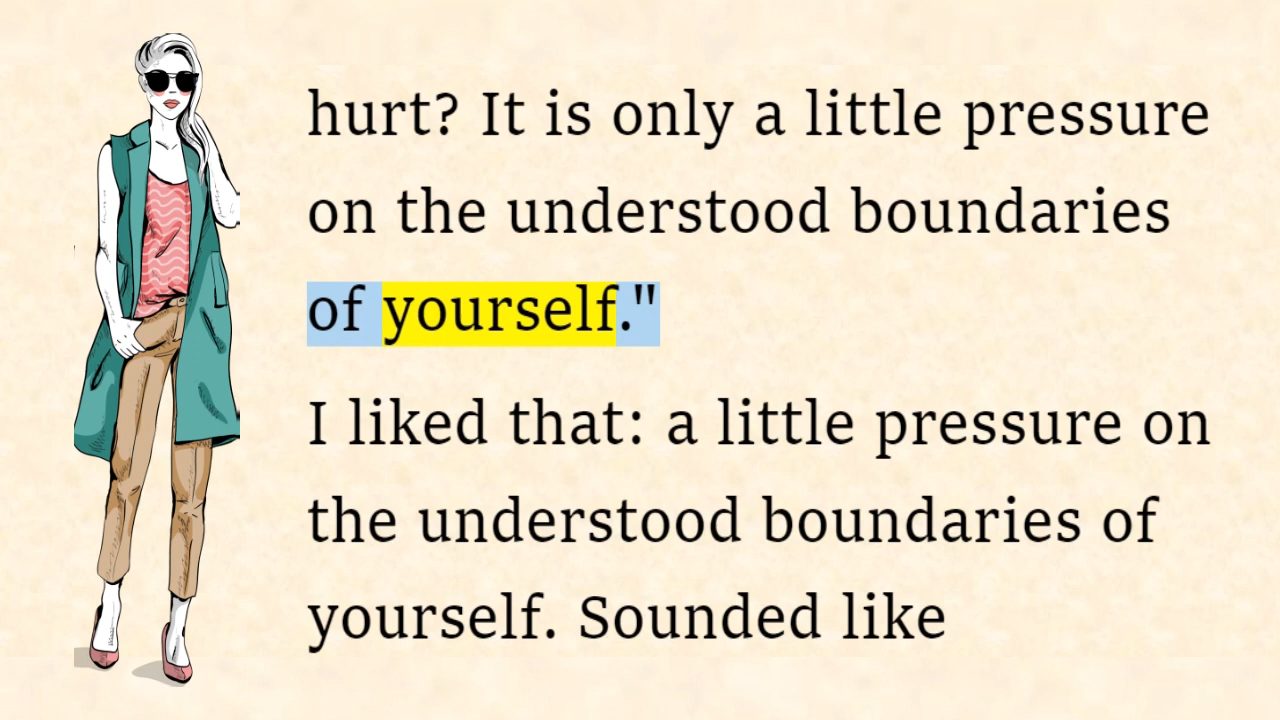 hurt? It is only a little pressure
on the understood boundaries
of yourself."
I liked that: a little pressure on
the understood boundaries of
yourself. Sounded like